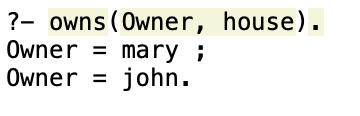 ?- owns(Owner, house).
Owner = mary ;
Owner = john.